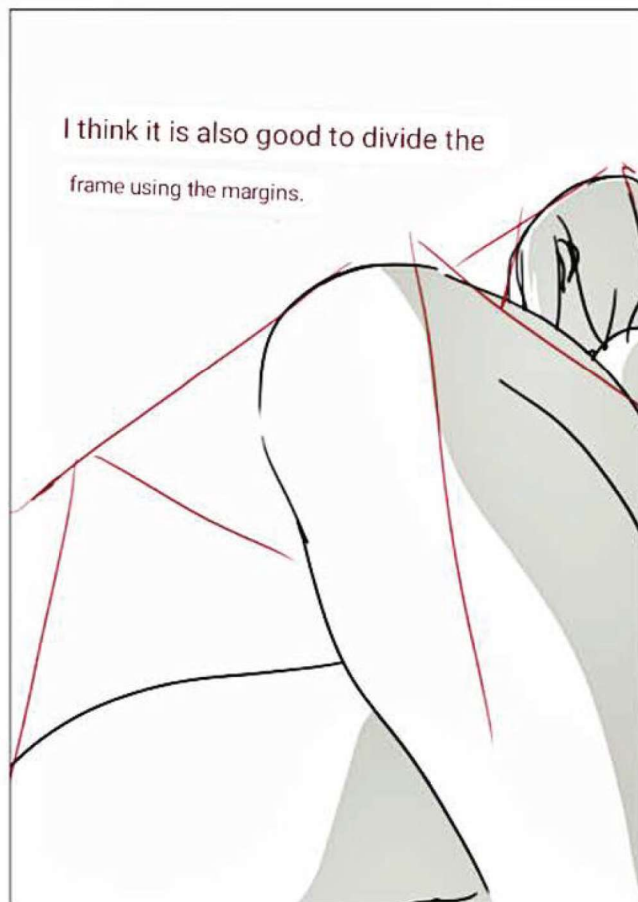 I think it is also good to divide the
frame using the margins.